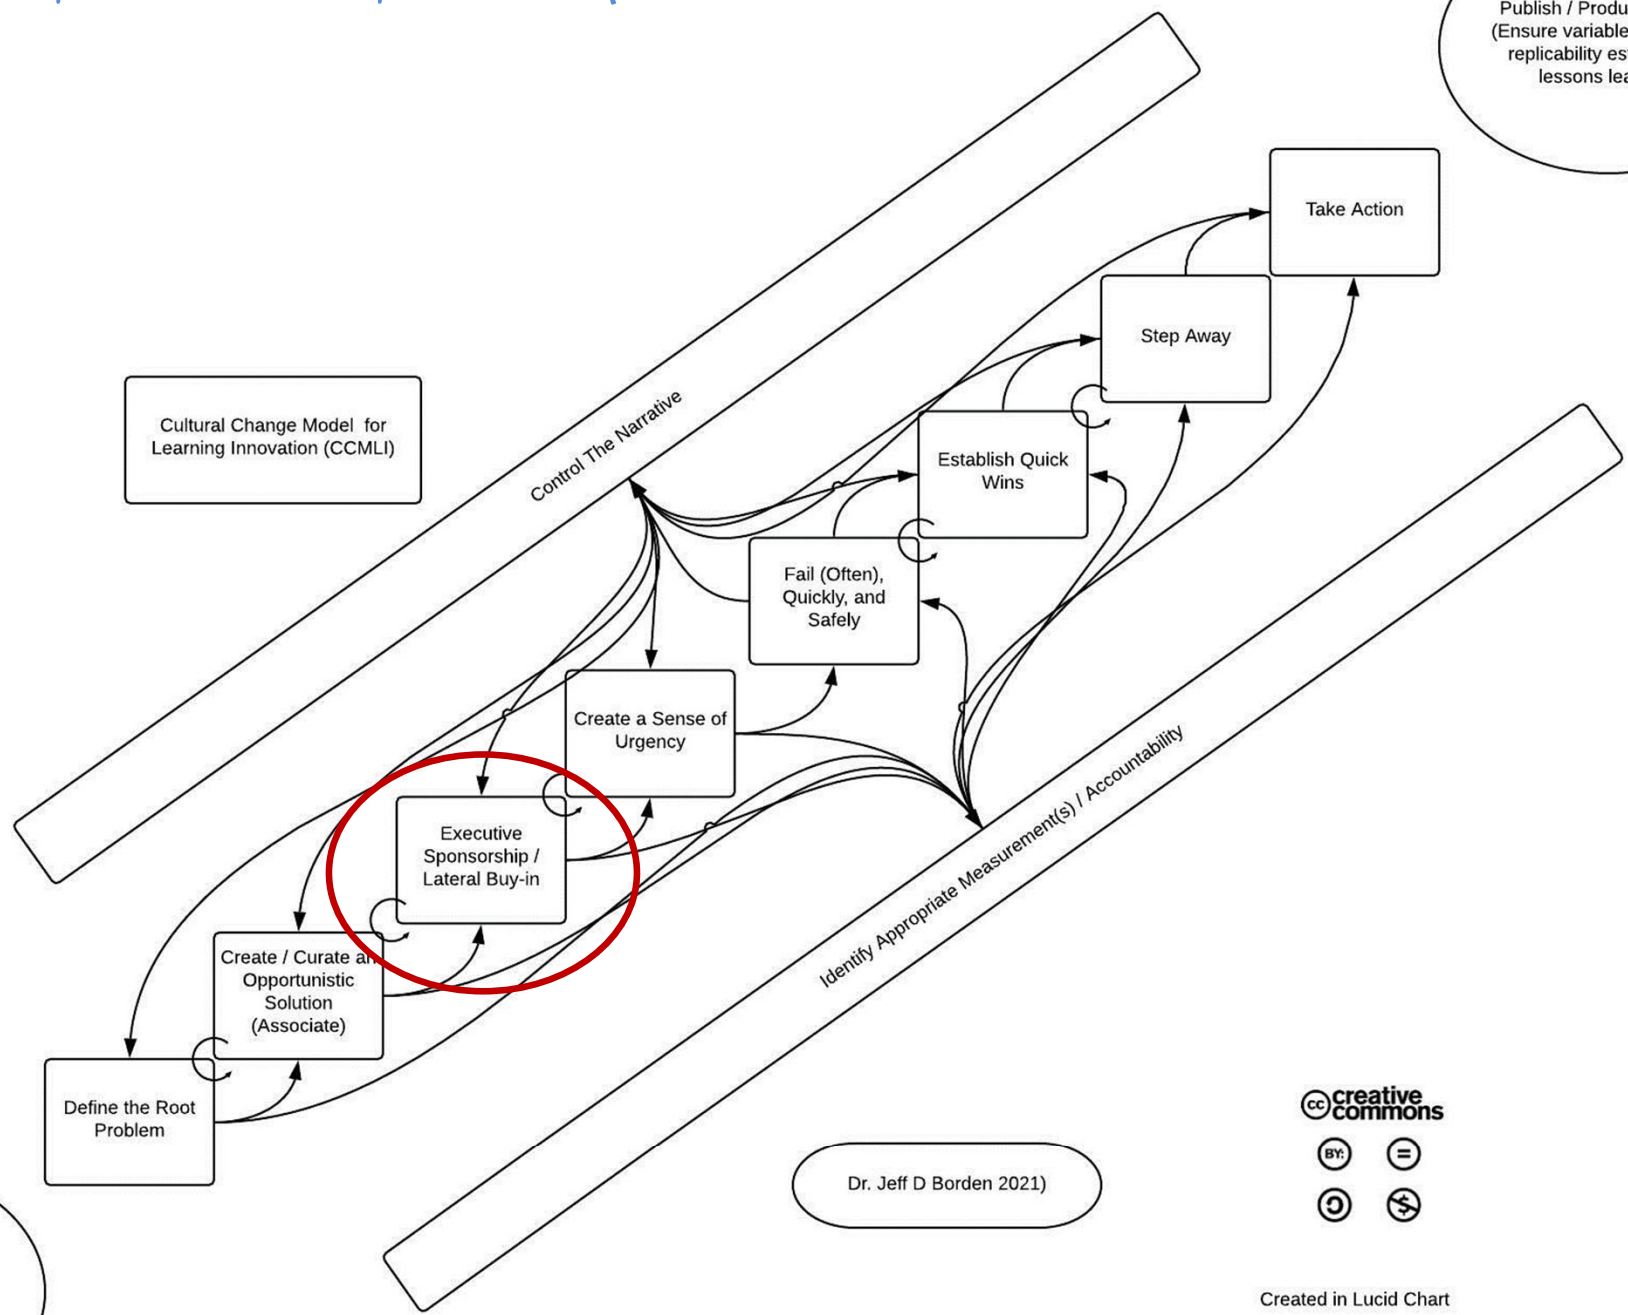 Publish / Produ
(Ensure variable
replicability es
lessons lea
Take Action
Step Away
Control The Narrative
Cultural Change Model for
Learning Innovation (CCMLI)
Establish Quick
Wins
Fail (Often),
Quickly, and
Safely
Create a Sense of
Urgency
Executive
Sponsorship /
Lateral Buy-in
Identify Appropriate Measurement(s) / Accountability
Create / Curate an
Opportunistic
Solution
(Associate)
Define the Root
Problem
Dr. Jeff D Borden 2021)
cc creative
commons
BY:
=
$
Created in Lucid Chart